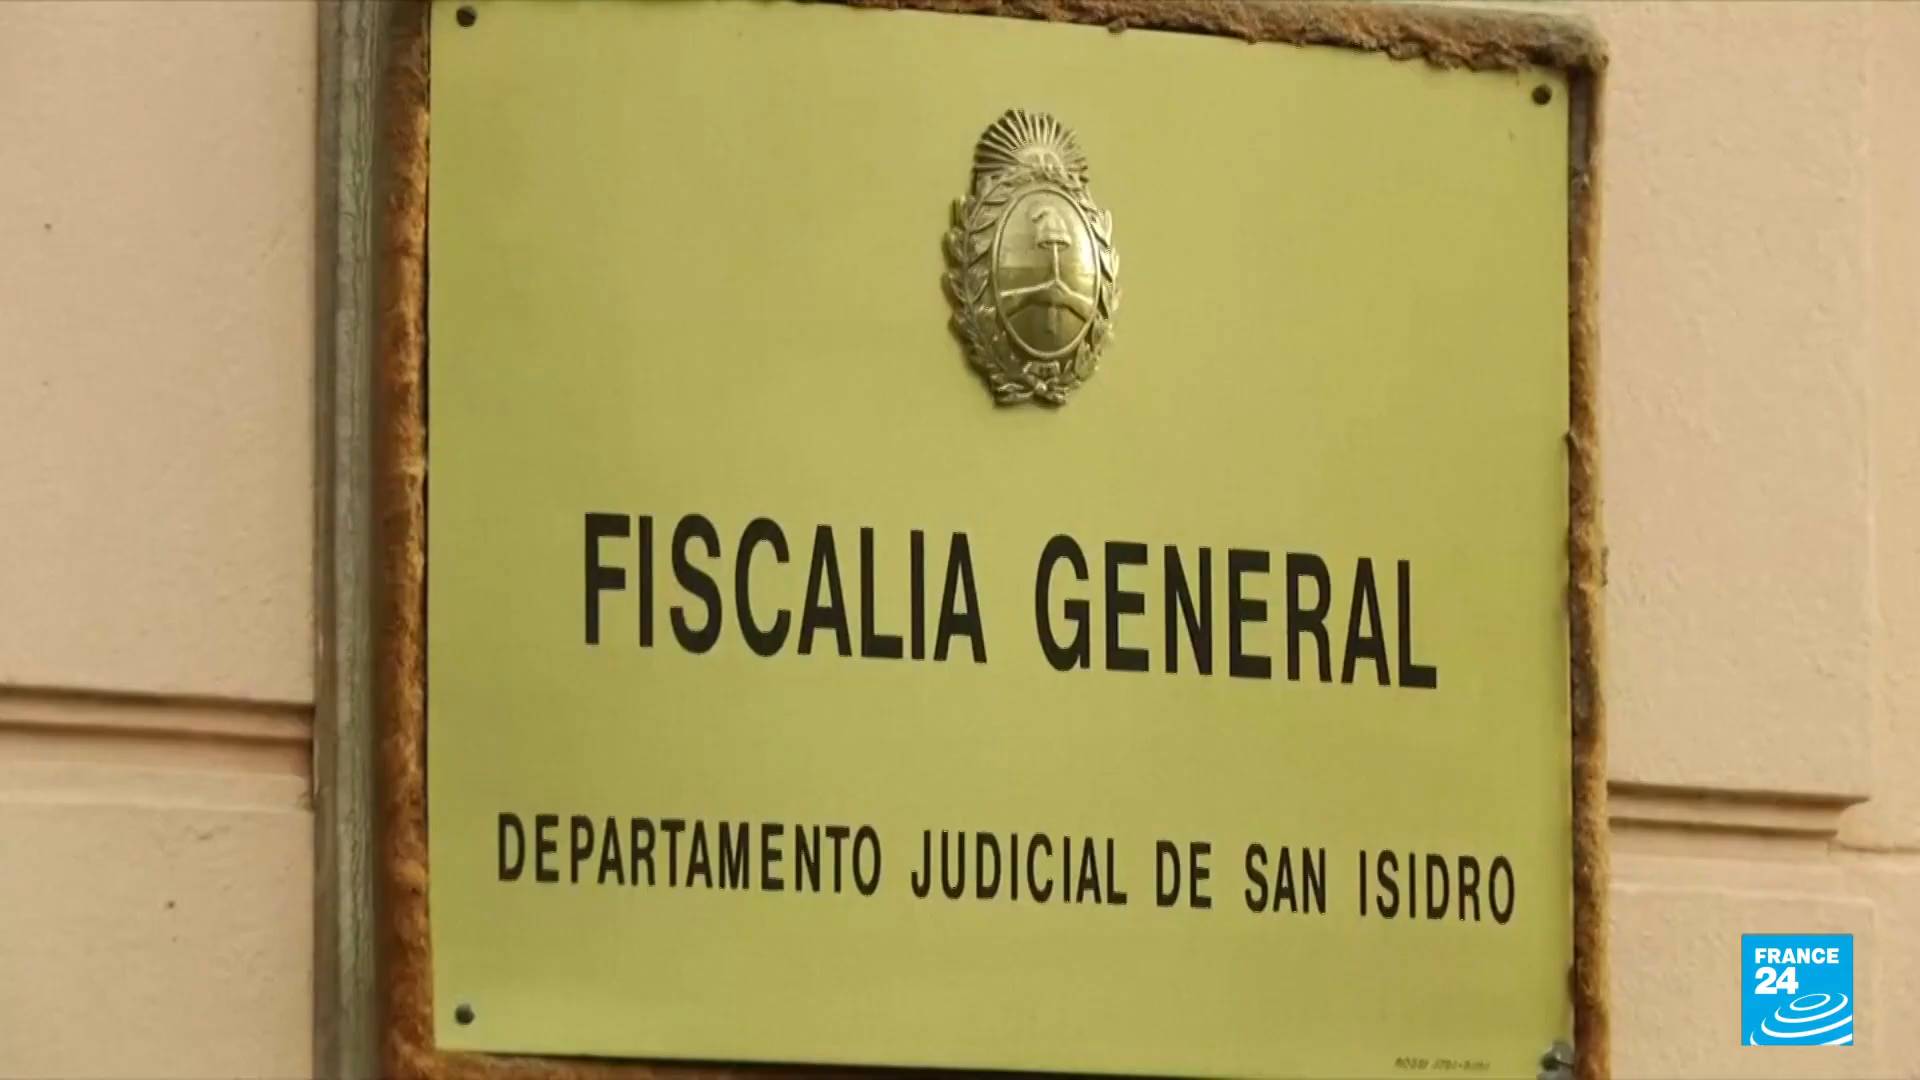 FISCALIA GENERAL
DEPARTAMENTO JUDICIAL DE SAN ISIDRO
FRANCE
24